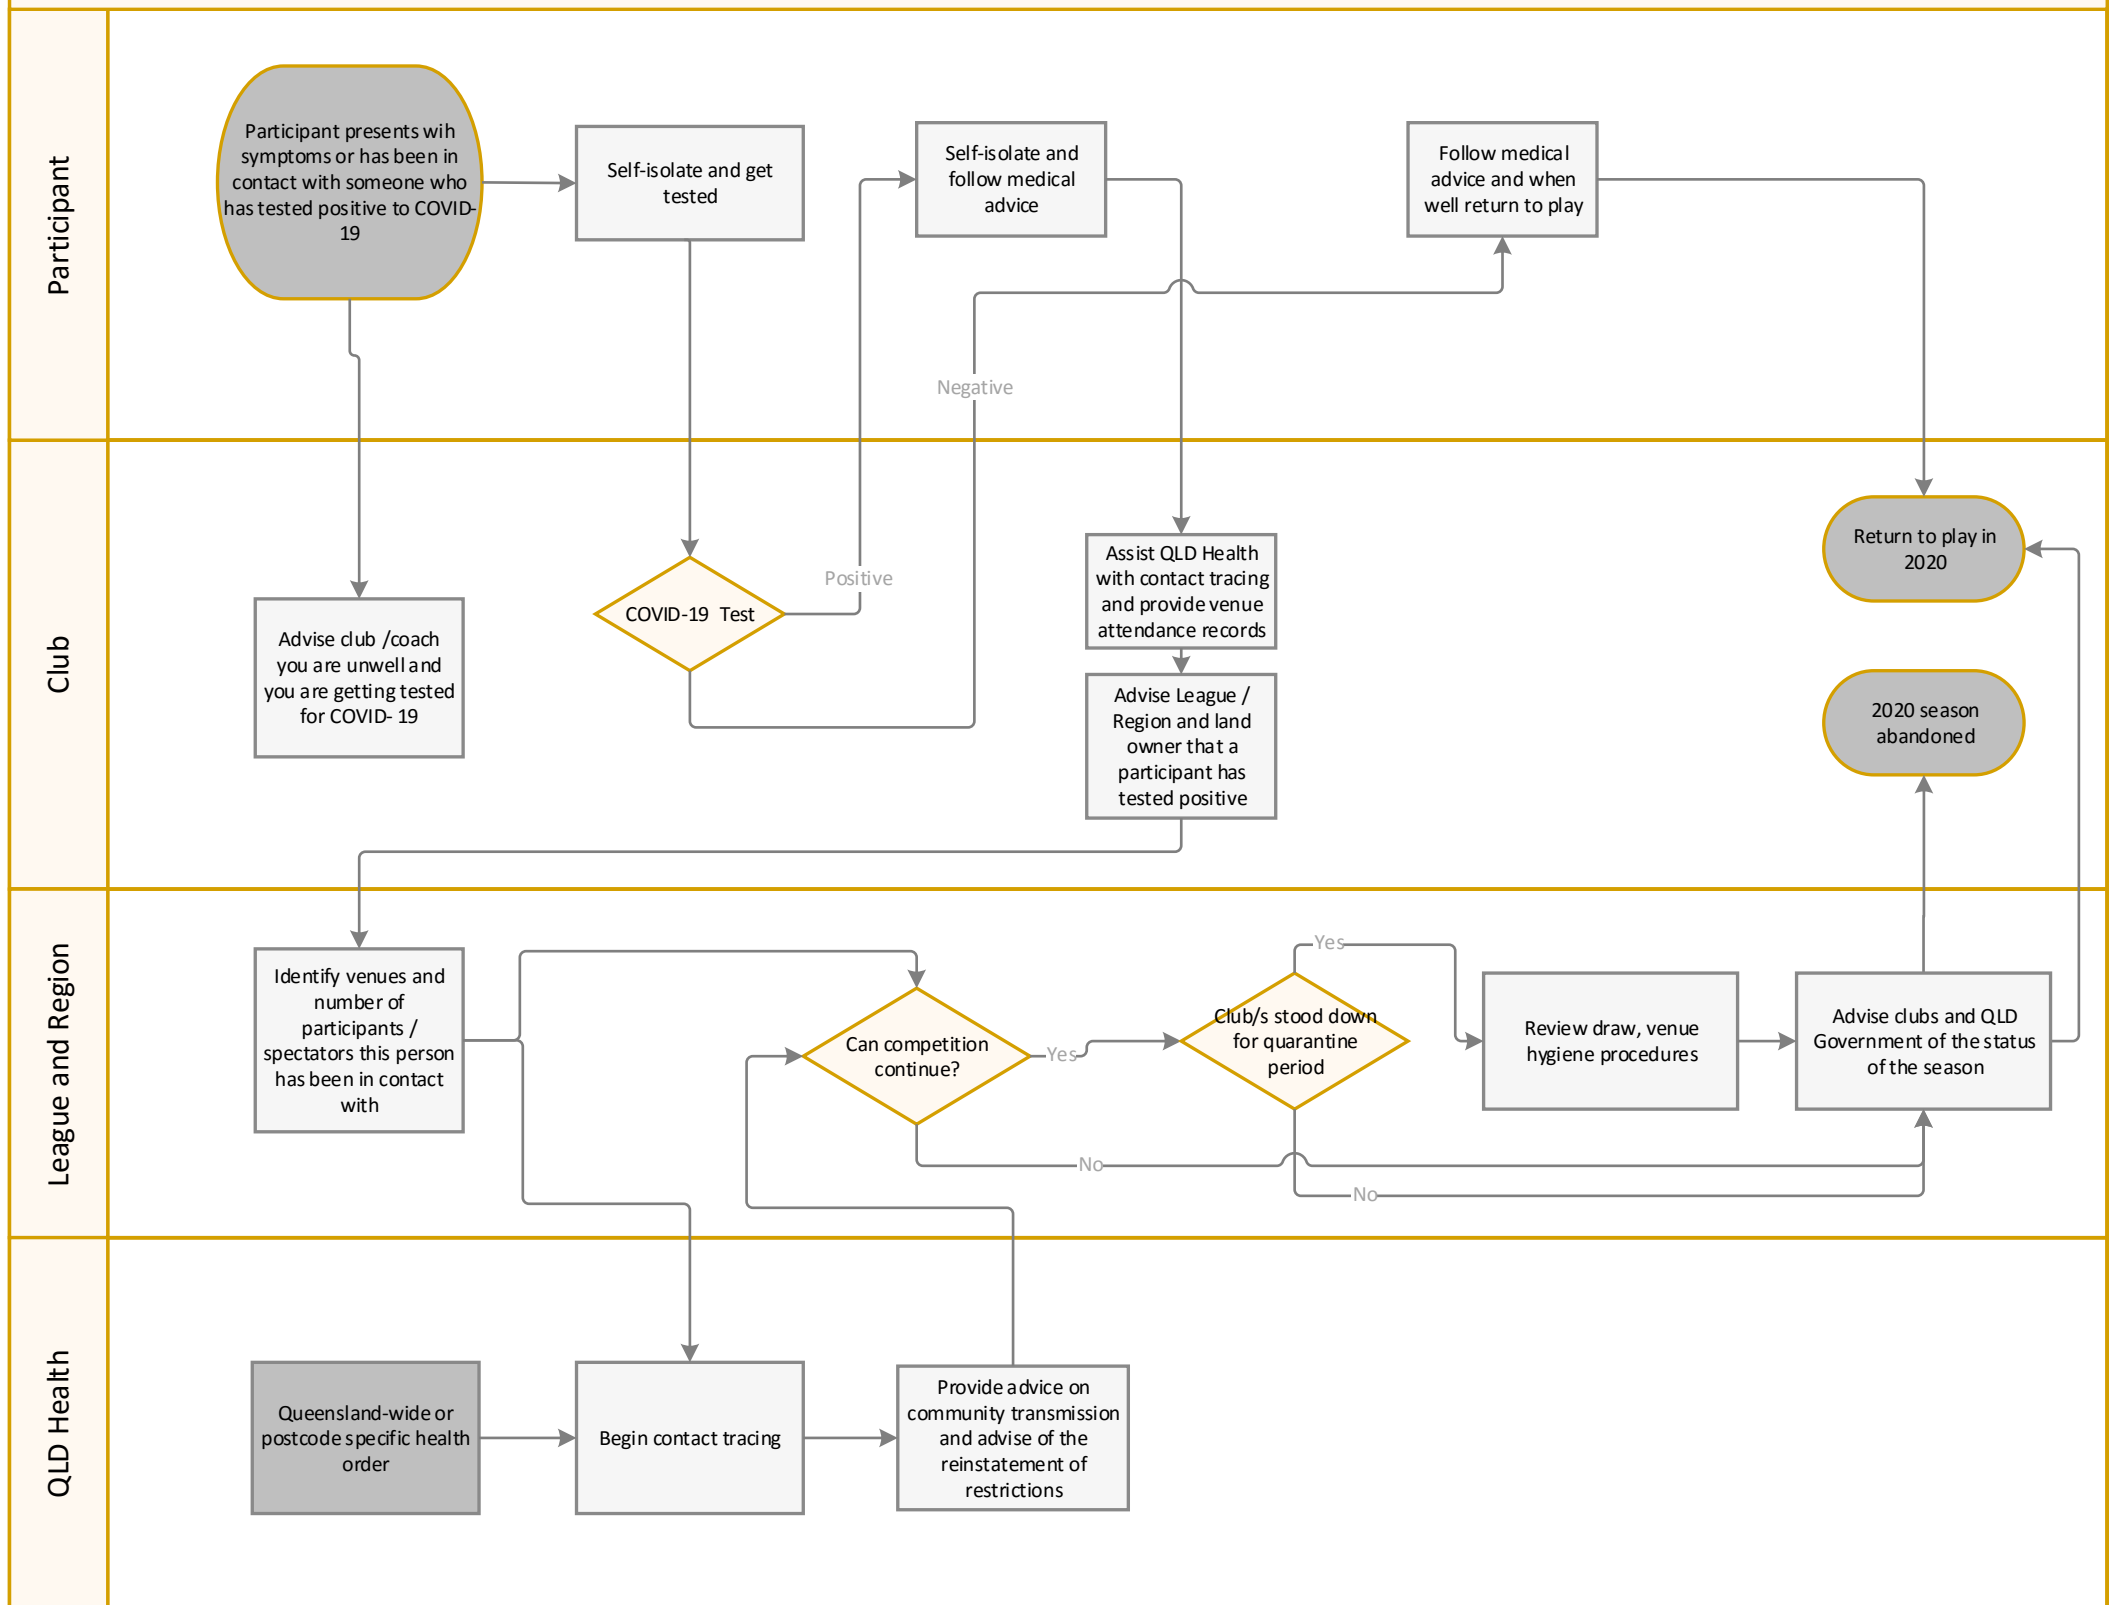 Participant
Participant presents wih
symptoms or has been in
contact with someone who
has tested positive to COVID-
19
Self-isolate and get
tested
Self-isolate and
follow medical
advice
Follow medical
advice and when
well return to play
Negative
Club
Advise club /coach
you are unwell and
you are getting tested
for COVID- 19
COVID-19 Test
Positive
Assist QLD Health
with contact tracing
and provide venue
attendance records
Advise League /
Region and land
owner that a
participant has
tested positive
Return to play in
2020
2020 season
abandoned
League and Region
Identify venues and
number of
participants /
spectators this person
has been in contact
with
Can competition
continue?
Yes
No
Club/s stood down
for quarantine
period
Yes
No
Review draw, venue
hygiene procedures
Advise clubs and QLD
Government of the status
of the season
QLD Health
Queensland-wide or
postcode specific health
order
Begin contact tracing
Provide advice on
community transmission
and advise of the
reinstatement of
restrictions